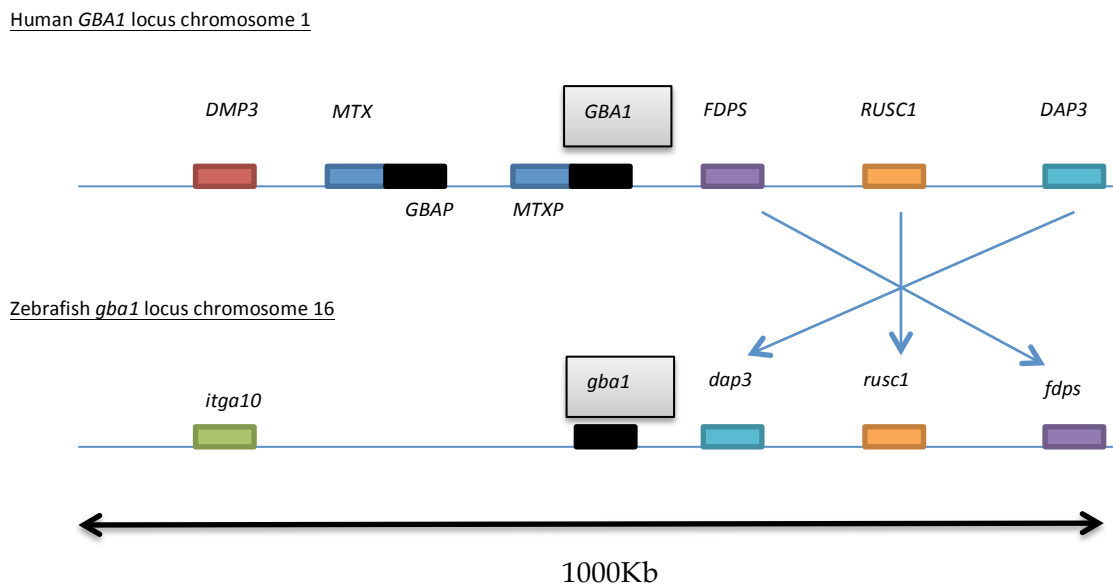 Human GBA1 locus chromosome 1
DMP3 MTX GBA1 FDPS RUSC1 DAP3
GBAP MTXP
Zebrafish gba1 locus chromosome 16
itga10 gba1 dap3 rusc1 fdps
1000Kb